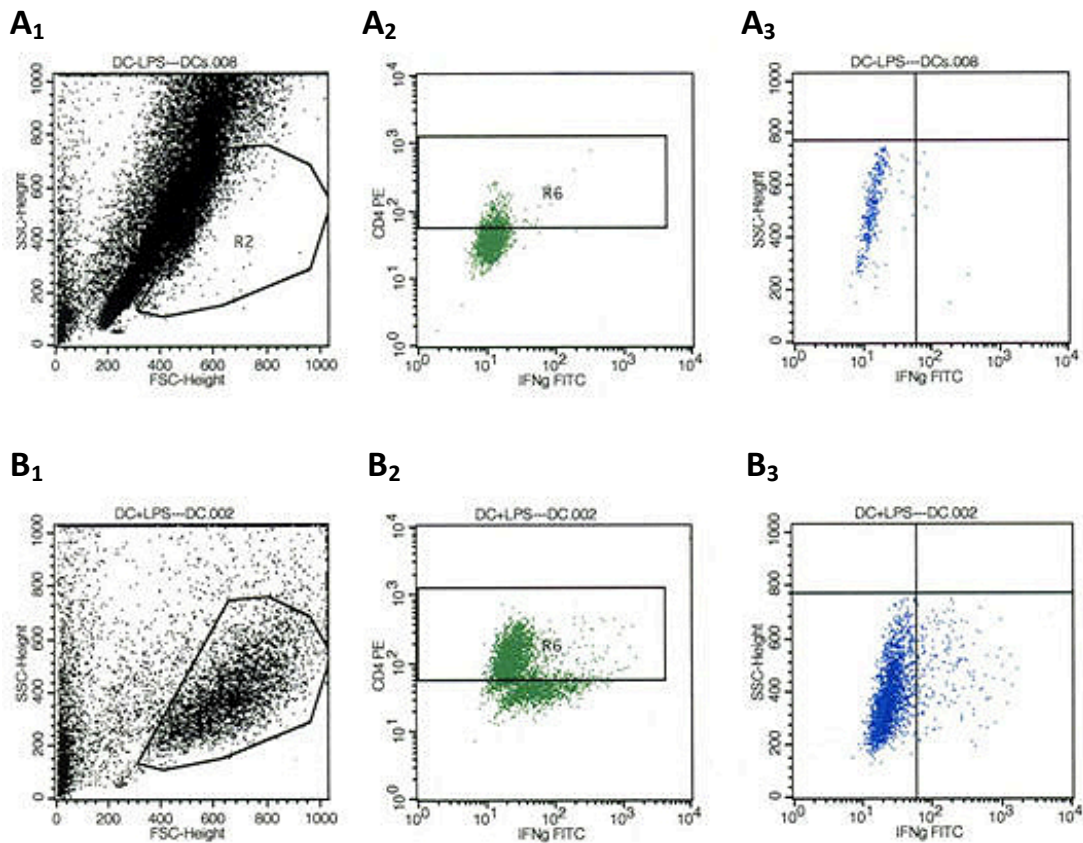 A1
A2
A3
DC-LPS---DCs.008
DC-LPS---DCs.008
SSC-Height
0 200 400 600 800 1000
R2
0 200 400 600 800 1000
FSC-Height
CD4 PE
10^0 10^1 10^2 10^3 10^4
R6
10^0 10^1 10^2 10^3 10^4
IFNg FITC
SSC-Height
0 200 400 600 800 1000
10^0 10^1 10^2 10^3 10^4
IFNg FITC
B1
B2
B3
DC+LPS---DC.002
DC+LPS---DC.002
DC+LPS---DC.002
SSC-Height
0 200 400 600 800 1000
0 200 400 600 800 1000
FSC-Height
CD4 PE
10^0 10^1 10^2 10^3 10^4
R6
10^0 10^1 10^2 10^3 10^4
IFNg FITC
SSC-Height
0 200 400 600 800 1000
10^0 10^1 10^2 10^3 10^4
IFNg FITC